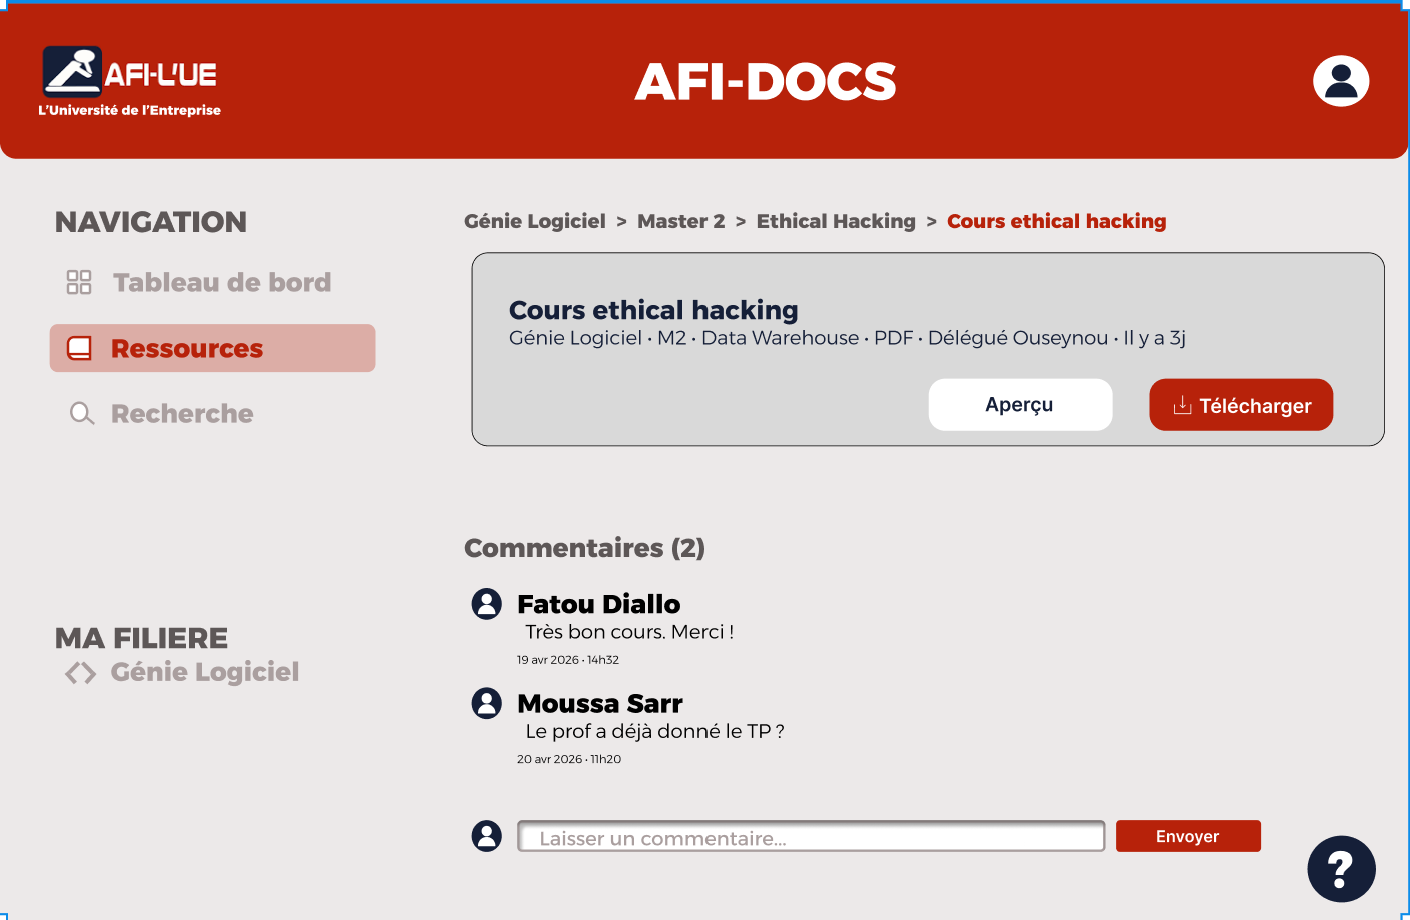 AFI-L'UE
L'Université de l'Entreprise
AFI-DOCS
NAVIGATION
Tableau de bord
Ressources
Recherche
MA FILIERE
Génie Logiciel
Génie Logiciel > Master 2 > Ethical Hacking > Cours ethical hacking
Cours ethical hacking
Génie Logiciel • M2 • Data Warehouse • PDF • Délégué Ouseynou • Il y a 3j
Aperçu
Télécharger
Commentaires (2)
Fatou Diallo
Très bon cours. Merci !
19 avr 2026 • 14h32
Moussa Sarr
Le prof a déjà donné le TP ?
20 avr 2026 • 11h20
Laisser un commentaire...
Envoyer
?